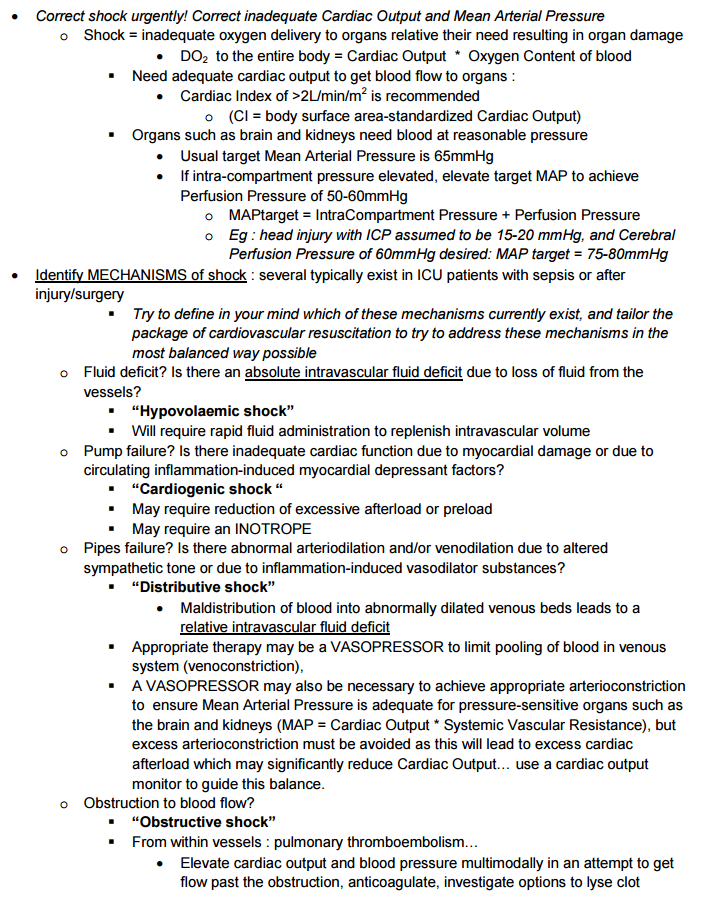 • Correct shock urgently! Correct inadequate Cardiac Output and Mean Arterial Pressure
o Shock = inadequate oxygen delivery to organs relative their need resulting in organ damage
• DO₂ to the entire body = Cardiac Output * Oxygen Content of blood
▪ Need adequate cardiac output to get blood flow to organs :
• Cardiac Index of >2L/min/m² is recommended
o (CI = body surface area-standardized Cardiac Output)
▪ Organs such as brain and kidneys need blood at reasonable pressure
• Usual target Mean Arterial Pressure is 65mmHg
• If intra-compartment pressure elevated, elevate target MAP to achieve
Perfusion Pressure of 50-60mmHg
o MAPtarget = IntraCompartment Pressure + Perfusion Pressure
o Eg : head injury with ICP assumed to be 15-20 mmHg, and Cerebral
Perfusion Pressure of 60mmHg desired: MAP target = 75-80mmHg
• Identify MECHANISMS of shock : several typically exist in ICU patients with sepsis or after
injury/surgery
▪ Try to define in your mind which of these mechanisms currently exist, and tailor the
package of cardiovascular resuscitation to try to address these mechanisms in the
most balanced way possible
o Fluid deficit? Is there an absolute intravascular fluid deficit due to loss of fluid from the
vessels?
▪ “Hypovolaemic shock”
▪ Will require rapid fluid administration to replenish intravascular volume
o Pump failure? Is there inadequate cardiac function due to myocardial damage or due to
circulating inflammation-induced myocardial depressant factors?
▪ “Cardiogenic shock “
▪ May require reduction of excessive afterload or preload
▪ May require an INOTROPE
o Pipes failure? Is there abnormal arteriodilation and/or venodilation due to altered
sympathetic tone or due to inflammation-induced vasodilator substances?
▪ “Distributive shock”
• Maldistribution of blood into abnormally dilated venous beds leads to a
relative intravascular fluid deficit
▪ Appropriate therapy may be a VASOPRESSOR to limit pooling of blood in venous
system (venoconstriction),
▪ A VASOPRESSOR may also be necessary to achieve appropriate arterioconstriction
to ensure Mean Arterial Pressure is adequate for pressure-sensitive organs such as
the brain and kidneys (MAP = Cardiac Output * Systemic Vascular Resistance), but
excess arterioconstriction must be avoided as this will lead to excess cardiac
afterload which may significantly reduce Cardiac Output… use a cardiac output
monitor to guide this balance.
o Obstruction to blood flow?
▪ “Obstructive shock”
▪ From within vessels : pulmonary thromboembolism…
• Elevate cardiac output and blood pressure multimodally in an attempt to get
flow past the obstruction, anticoagulate, investigate options to lyse clot